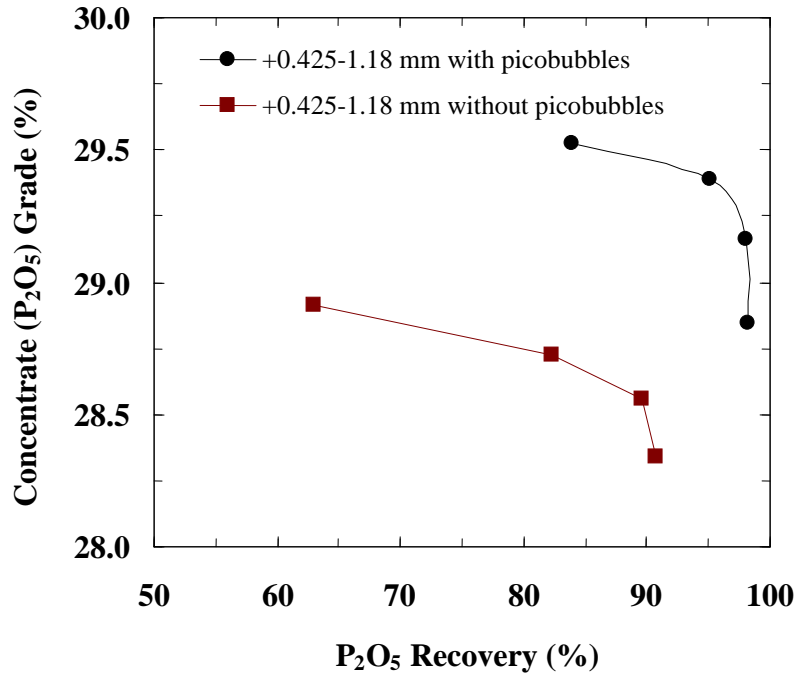 30.0
29.5
29.0
28.5
28.0
Concentrate (P₂O₅) Grade (%)
+0.425-1.18 mm with picobubbles
+0.425-1.18 mm without picobubbles
50 60 70 80 90 100
P₂O₅ Recovery (%)